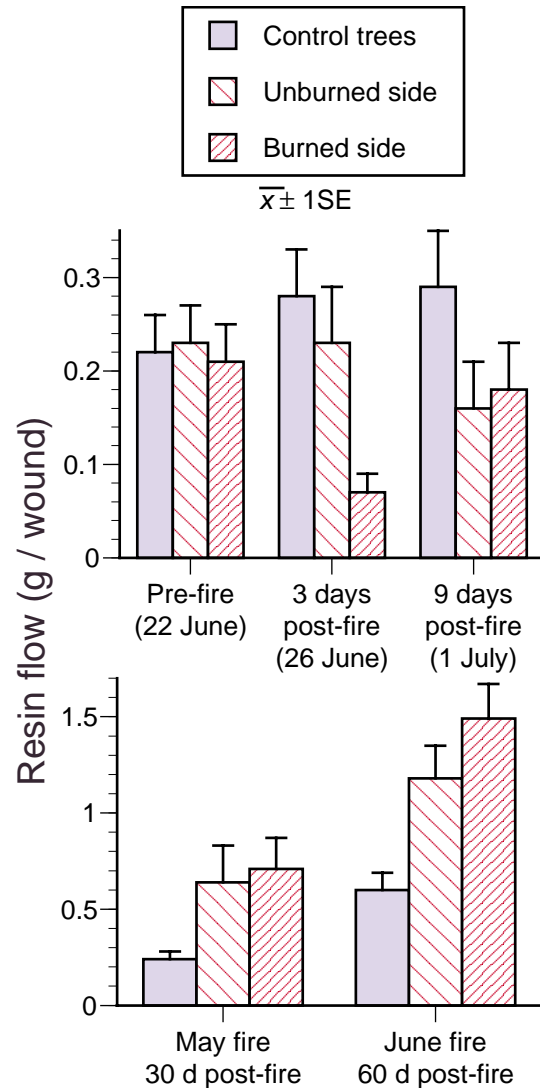 Control trees
Unburned side
Burned side
x̅ ± 1SE
Resin flow (g / wound)
0.3
0.2
0.1
0
Pre-fire
(22 June)
3 days
post-fire
(26 June)
9 days
post-fire
(1 July)
1.5
1
0.5
0
May fire
30 d post-fire
June fire
60 d post-fire